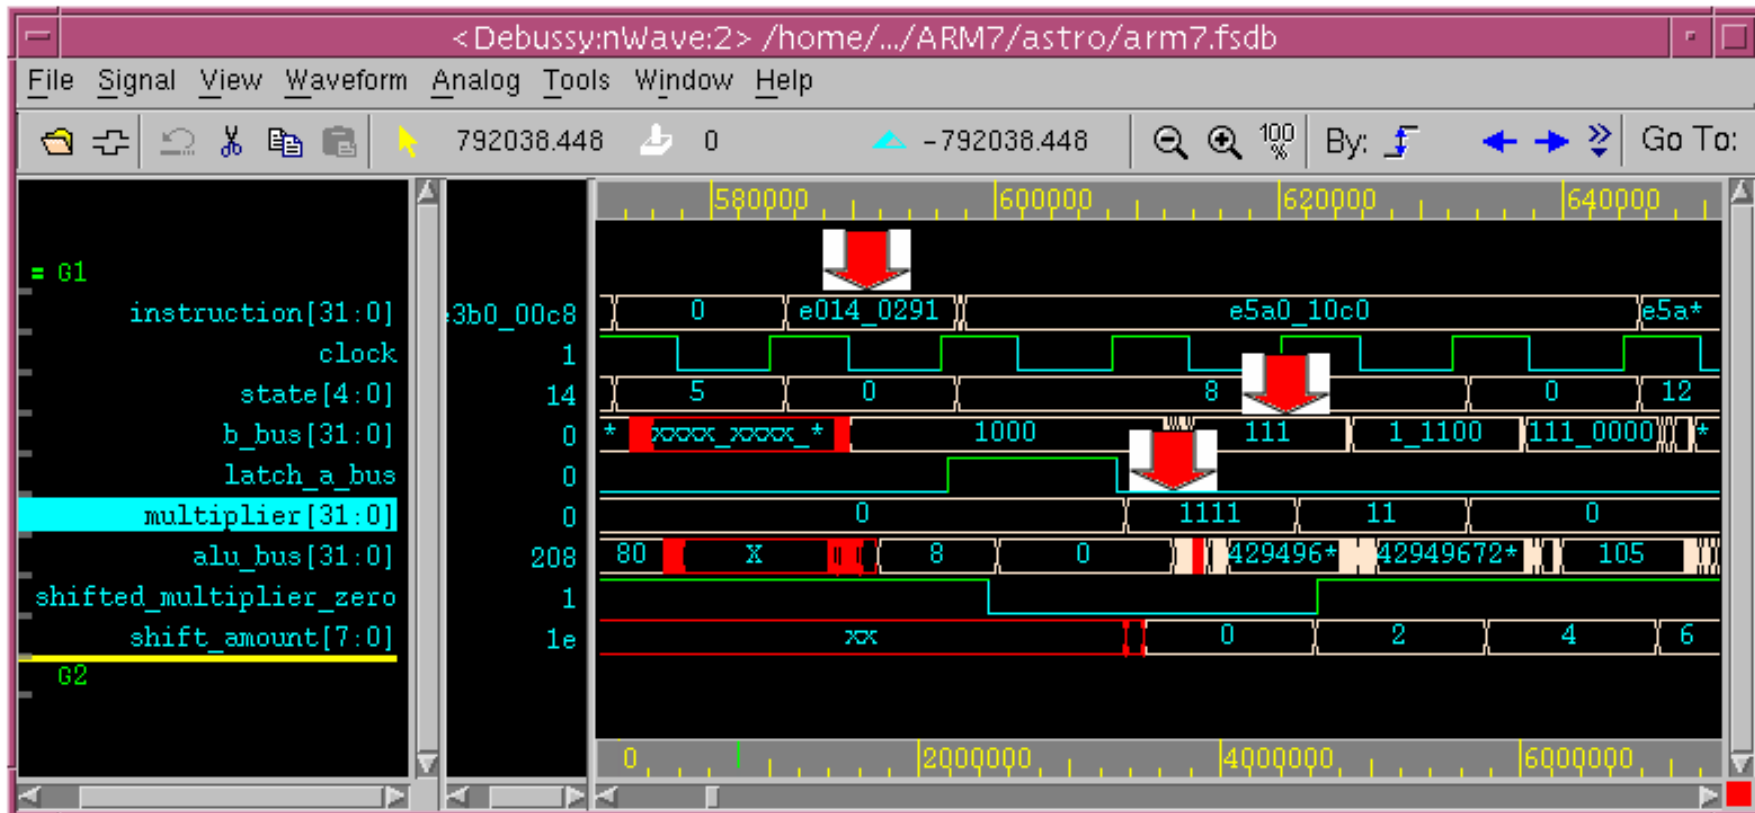 <Debussy:nWave:2> /home/.../ARM7/astro/arm7.fsdb
File Signal View Waveform Analog Tools Window Help
792038.448 0 -792038.448 100 % By: Go To:
580000 600000 620000 640000
= G1
instruction[31:0] 3b0_00c8 0 e014_0291 e5a0_10c0 e5a*
clock 1
state[4:0] 14 5 0 8 0 12
b_bus[31:0] 0 * xxxx_xxxx_* 1000 111 1_1100 111_0000 *
latch_a_bus 0
multiplier[31:0] 0 0 1111 11 0
alu_bus[31:0] 208 80 X 8 0 429496* 42949672* 105
shifted_multiplier_zero 1
shift_amount[7:0] 1e xx 0 2 4 6
G2
0 2000000 4000000 6000000